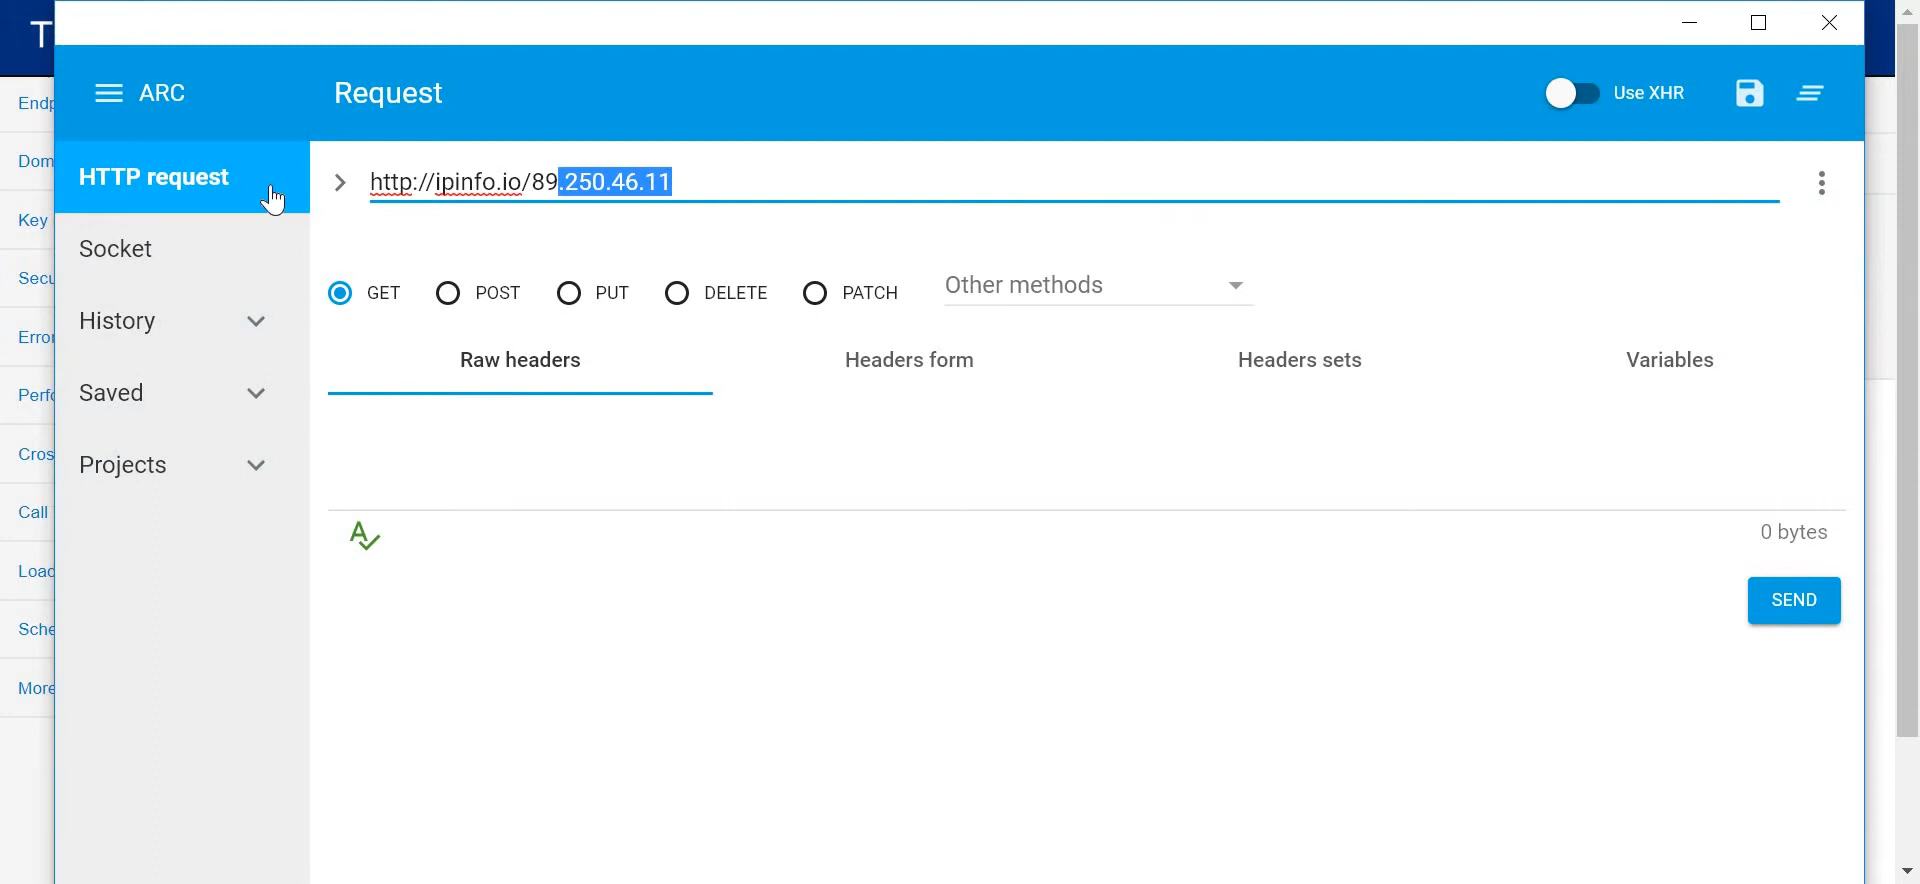 T
ARC
Request
Use XHR
HTTP request
Socket
History
Saved
Projects
http://ipinfo.io/89.250.46.11
GET
POST
PUT
DELETE
PATCH
Other methods
Raw headers
Headers form
Headers sets
Variables
0 bytes
SEND
Endp
Dom
Key
Secu
Error
Perfo
Cros
Call
Load
Sche
More